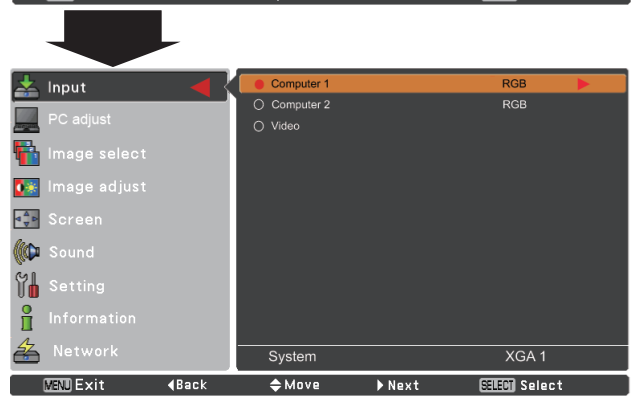 Input
PC adjust
Image select
Image adjust
Screen
Sound
Setting
Information
Network
Computer 1 RGB
Computer 2 RGB
Video
System XGA 1
MENU Exit Back Move Next SELECT Select